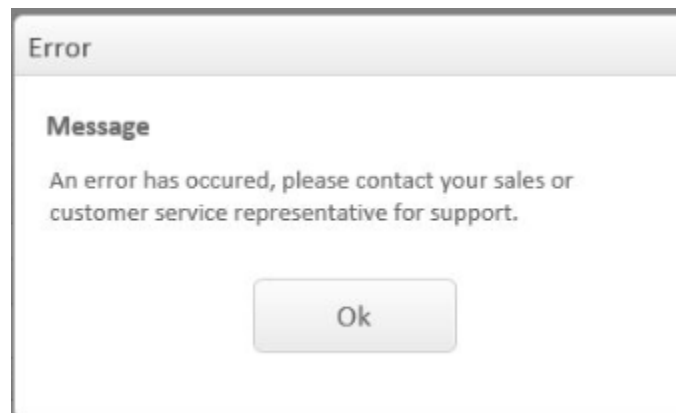 Error
Message
An error has occured, please contact your sales or
customer service representative for support.
Ok